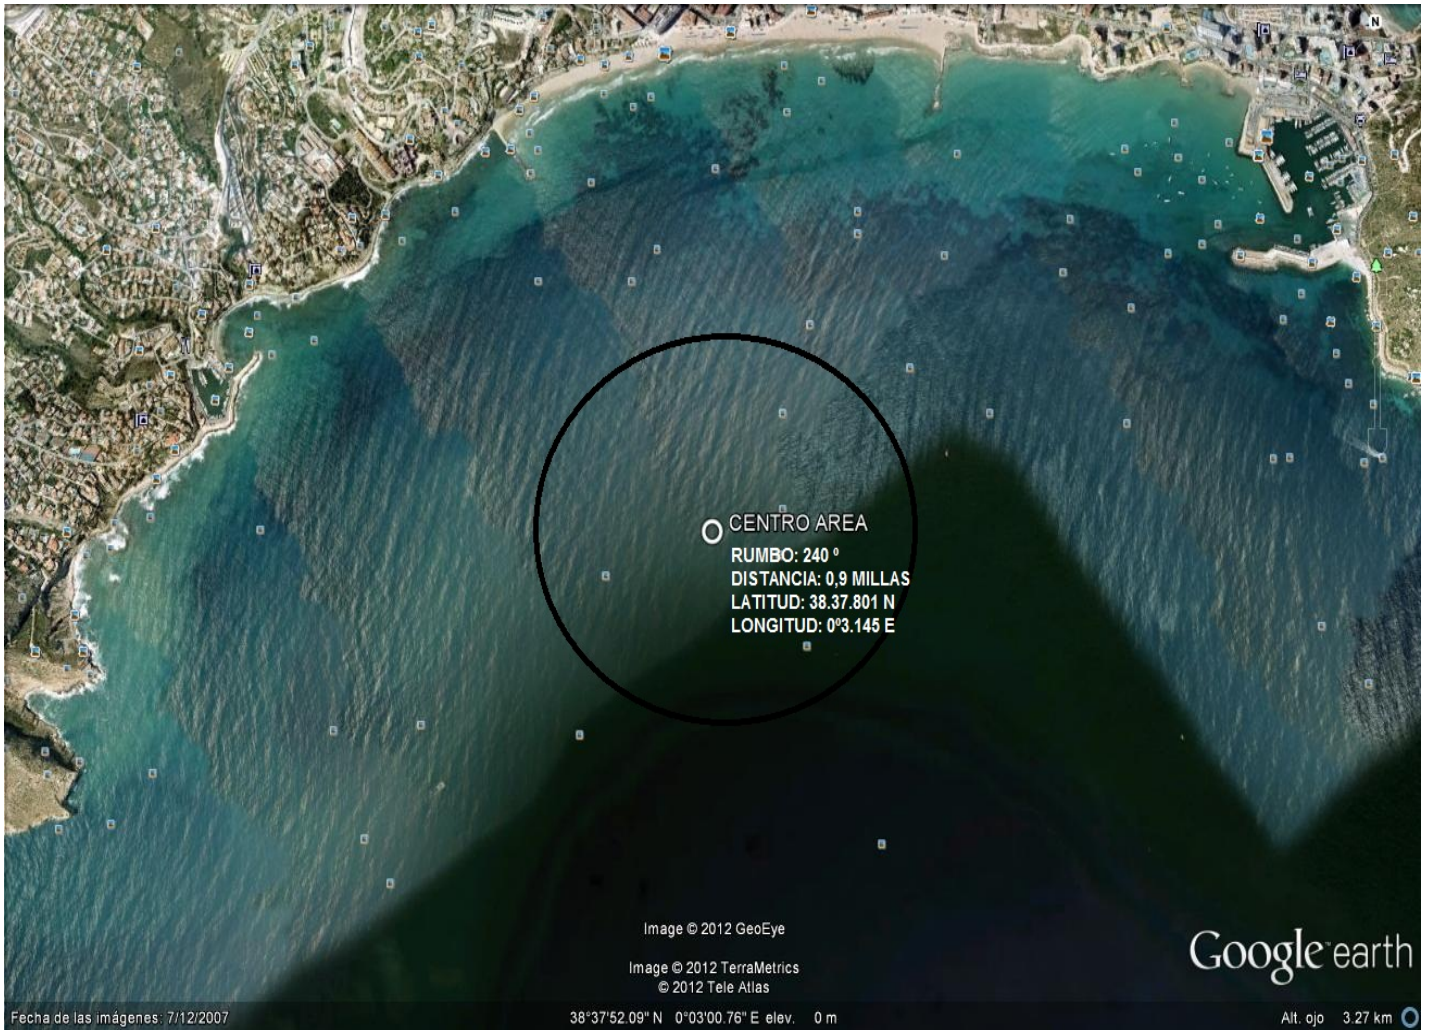 N
CENTRO AREA
RUMBO: 240 º
DISTANCIA: 0,9 MILLAS
LATITUD: 38.37.801 N
LONGITUD: 0º3.145 E
Image © 2012 GeoEye
Image © 2012 TerraMetrics
© 2012 Tele Atlas
Google earth
Fecha de las imágenes: 7/12/2007
38°37'52.09" N 0°03'00.76" E elev. 0 m
Alt. ojo 3.27 km